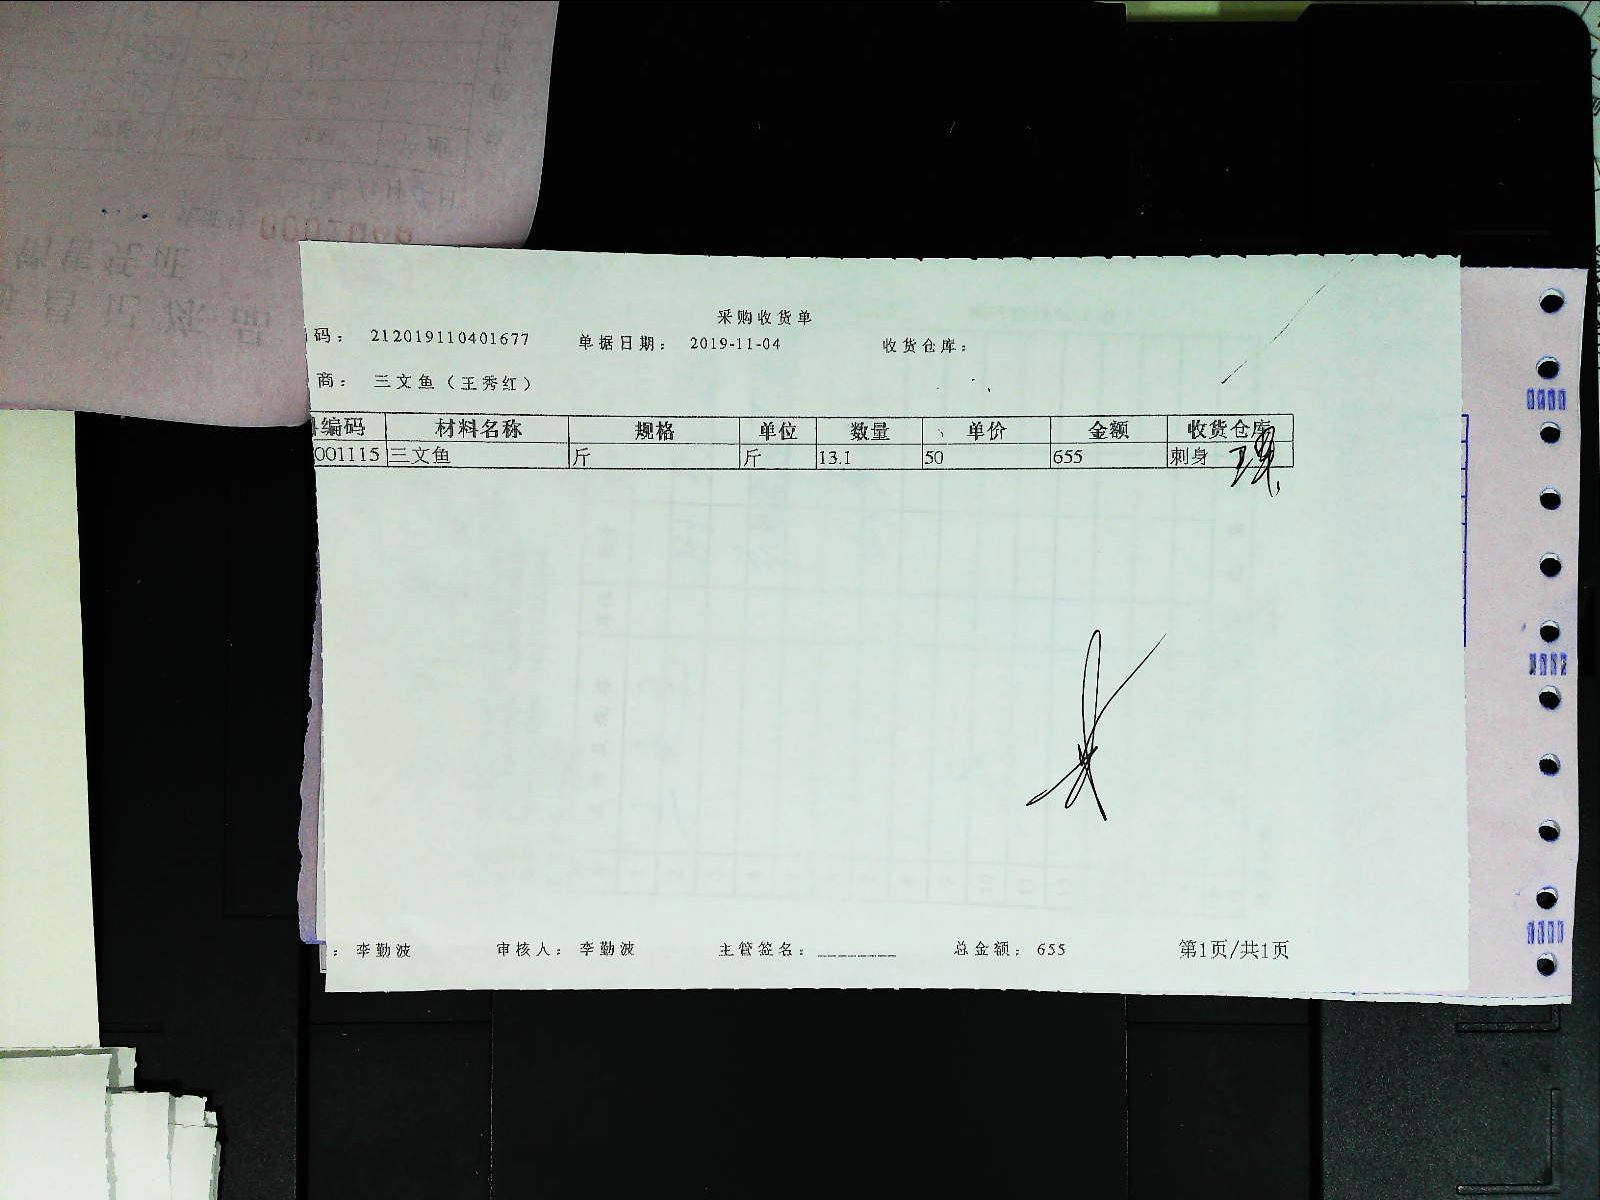 采购收货单
码： 212019110401677 单据日期： 2019-11-04 收货仓库：
商： 三文鱼（王秀红）
编码 材料名称 规格 单位 数量 单价 金额 收货仓库
001115 三文鱼 斤 斤 13.1 50 655 刺身
： 李勤波 审核人： 李勤波 主管签名：________ 总金额： 655 第1页/共1页